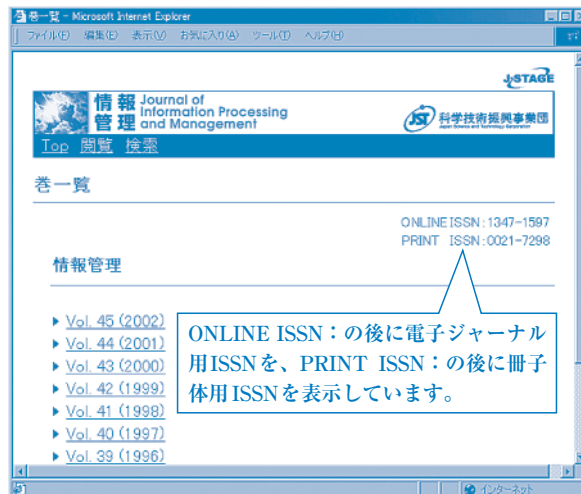 巻一覧 - Microsoft Internet Explorer
ファイル(F) 編集(E) 表示(V) お気に入り(A) ツール(T) ヘルプ(H)
J-STAGE
情報管理 Journal of Information Processing and Management
JST 科学技術振興事業団
Japan Science and Technology Corporation
Top 閲覧 検索
巻一覧
ONLINE ISSN:1347-1597
PRINT ISSN:0021-7298
情報管理
Vol. 45 (2002)
Vol. 44 (2001)
Vol. 43 (2000)
Vol. 42 (1999)
Vol. 41 (1998)
Vol. 40 (1997)
Vol. 39 (1996)
ONLINE ISSN：の後に電子ジャーナル
用ISSNを、PRINT ISSN：の後に冊子
体用ISSNを表示しています。
インターネット